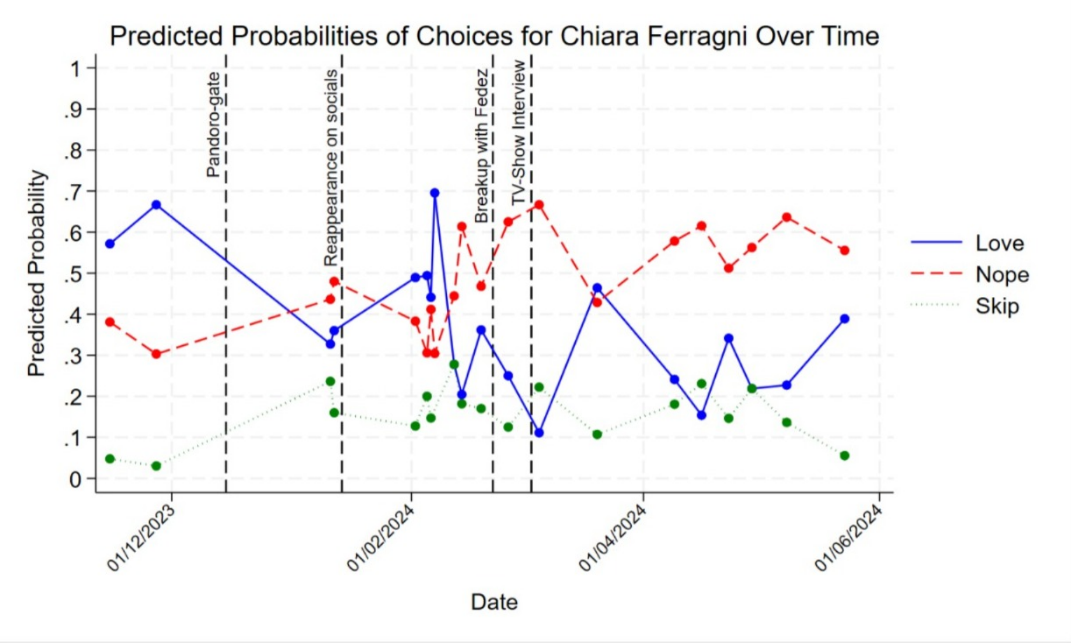 Predicted Probabilities of Choices for Chiara Ferragni Over Time
Predicted Probability
1
.9
.8
.7
.6
.5
.4
.3
.2
.1
0
Pandoro-gate
Reappearance on socials
Breakup with Fedez
TV-Show Interview
Love
Nope
Skip
01/12/2023
01/02/2024
01/04/2024
01/06/2024
Date